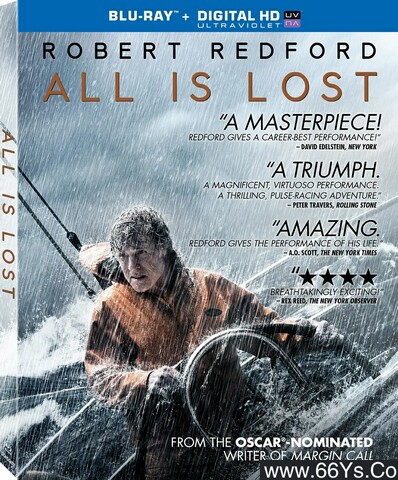 BLU-RAY™ + DIGITAL HD UV
ULTRAVIOLET
ROBERT REDFORD
ALL IS LOST
"A MASTERPIECE!
REDFORD GIVES A CAREER-BEST PERFORMANCE!"
– DAVID EDELSTEIN, NEW YORK
"A TRIUMPH.
A MAGNIFICENT, VIRTUOSO PERFORMANCE.
A THRILLING, PULSE-RACING ADVENTURE."
– PETER TRAVERS, ROLLING STONE
"AMAZING.
REDFORD GIVES THE PERFORMANCE OF HIS LIFE."
– A.O. SCOTT, THE NEW YORK TIMES
"★★★★
BREATHTAKINGLY EXCITING!"
– REX REED, THE NEW YORK OBSERVER
ALL IS LOST
FROM THE OSCAR®-NOMINATED
WRITER OF MARGIN CALL
www.66Ys.Co